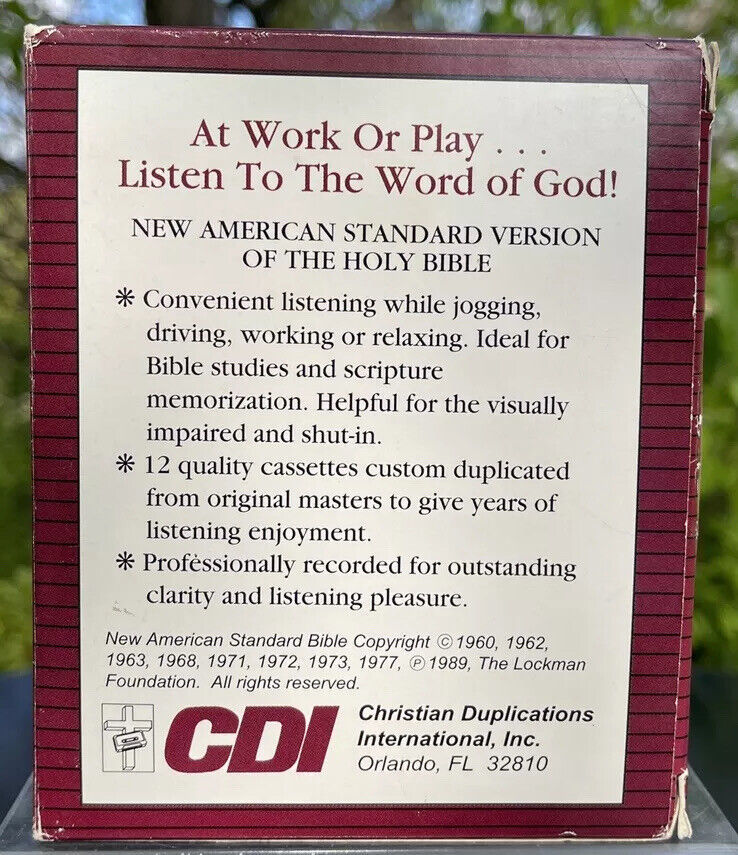 At Work Or Play . . .
Listen To The Word of God!
NEW AMERICAN STANDARD VERSION
OF THE HOLY BIBLE
* Convenient listening while jogging,
driving, working or relaxing. Ideal for
Bible studies and scripture
memorization. Helpful for the visually
impaired and shut-in.
* 12 quality cassettes custom duplicated
from original masters to give years of
listening enjoyment.
* Professionally recorded for outstanding
clarity and listening pleasure.
New American Standard Bible Copyright ©1960, 1962,
1963, 1968, 1971, 1972, 1973, 1977, ℗1989, The Lockman
Foundation. All rights reserved.
CDI
Christian Duplications
International, Inc.
Orlando, FL 32810